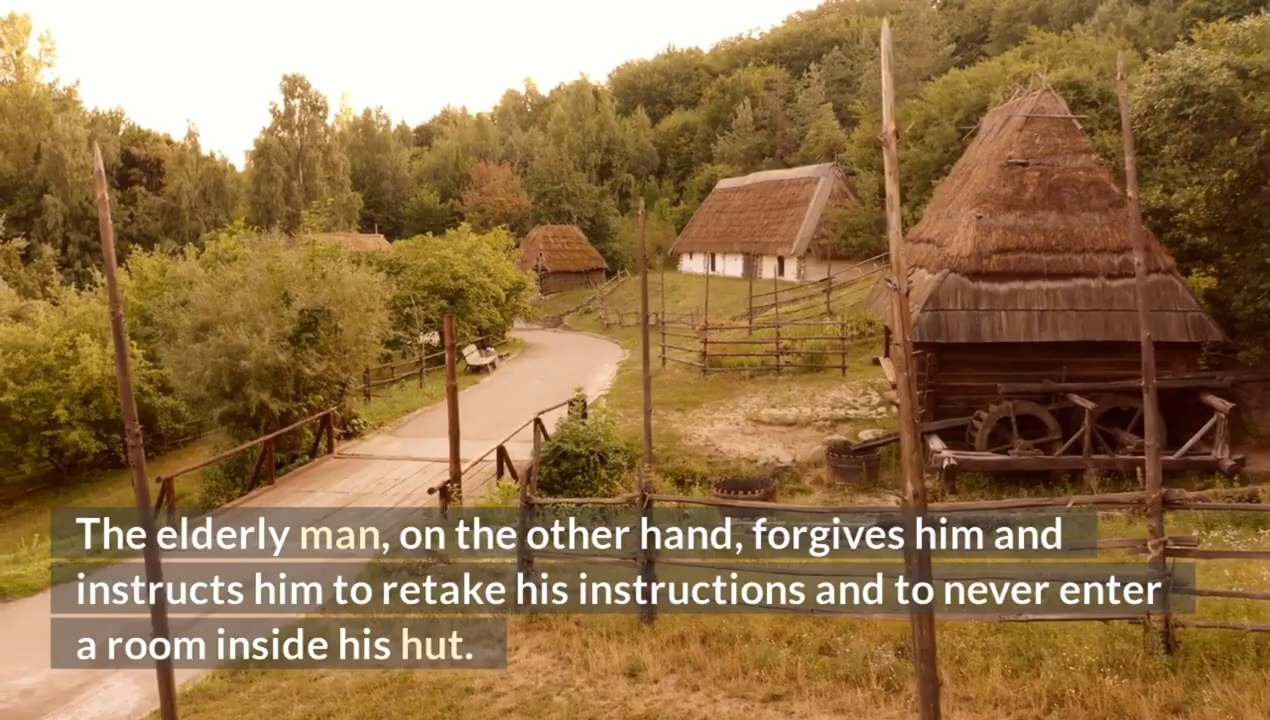 The elderly man, on the other hand, forgives him and
instructs him to retake his instructions and to never enter
a room inside his hut.